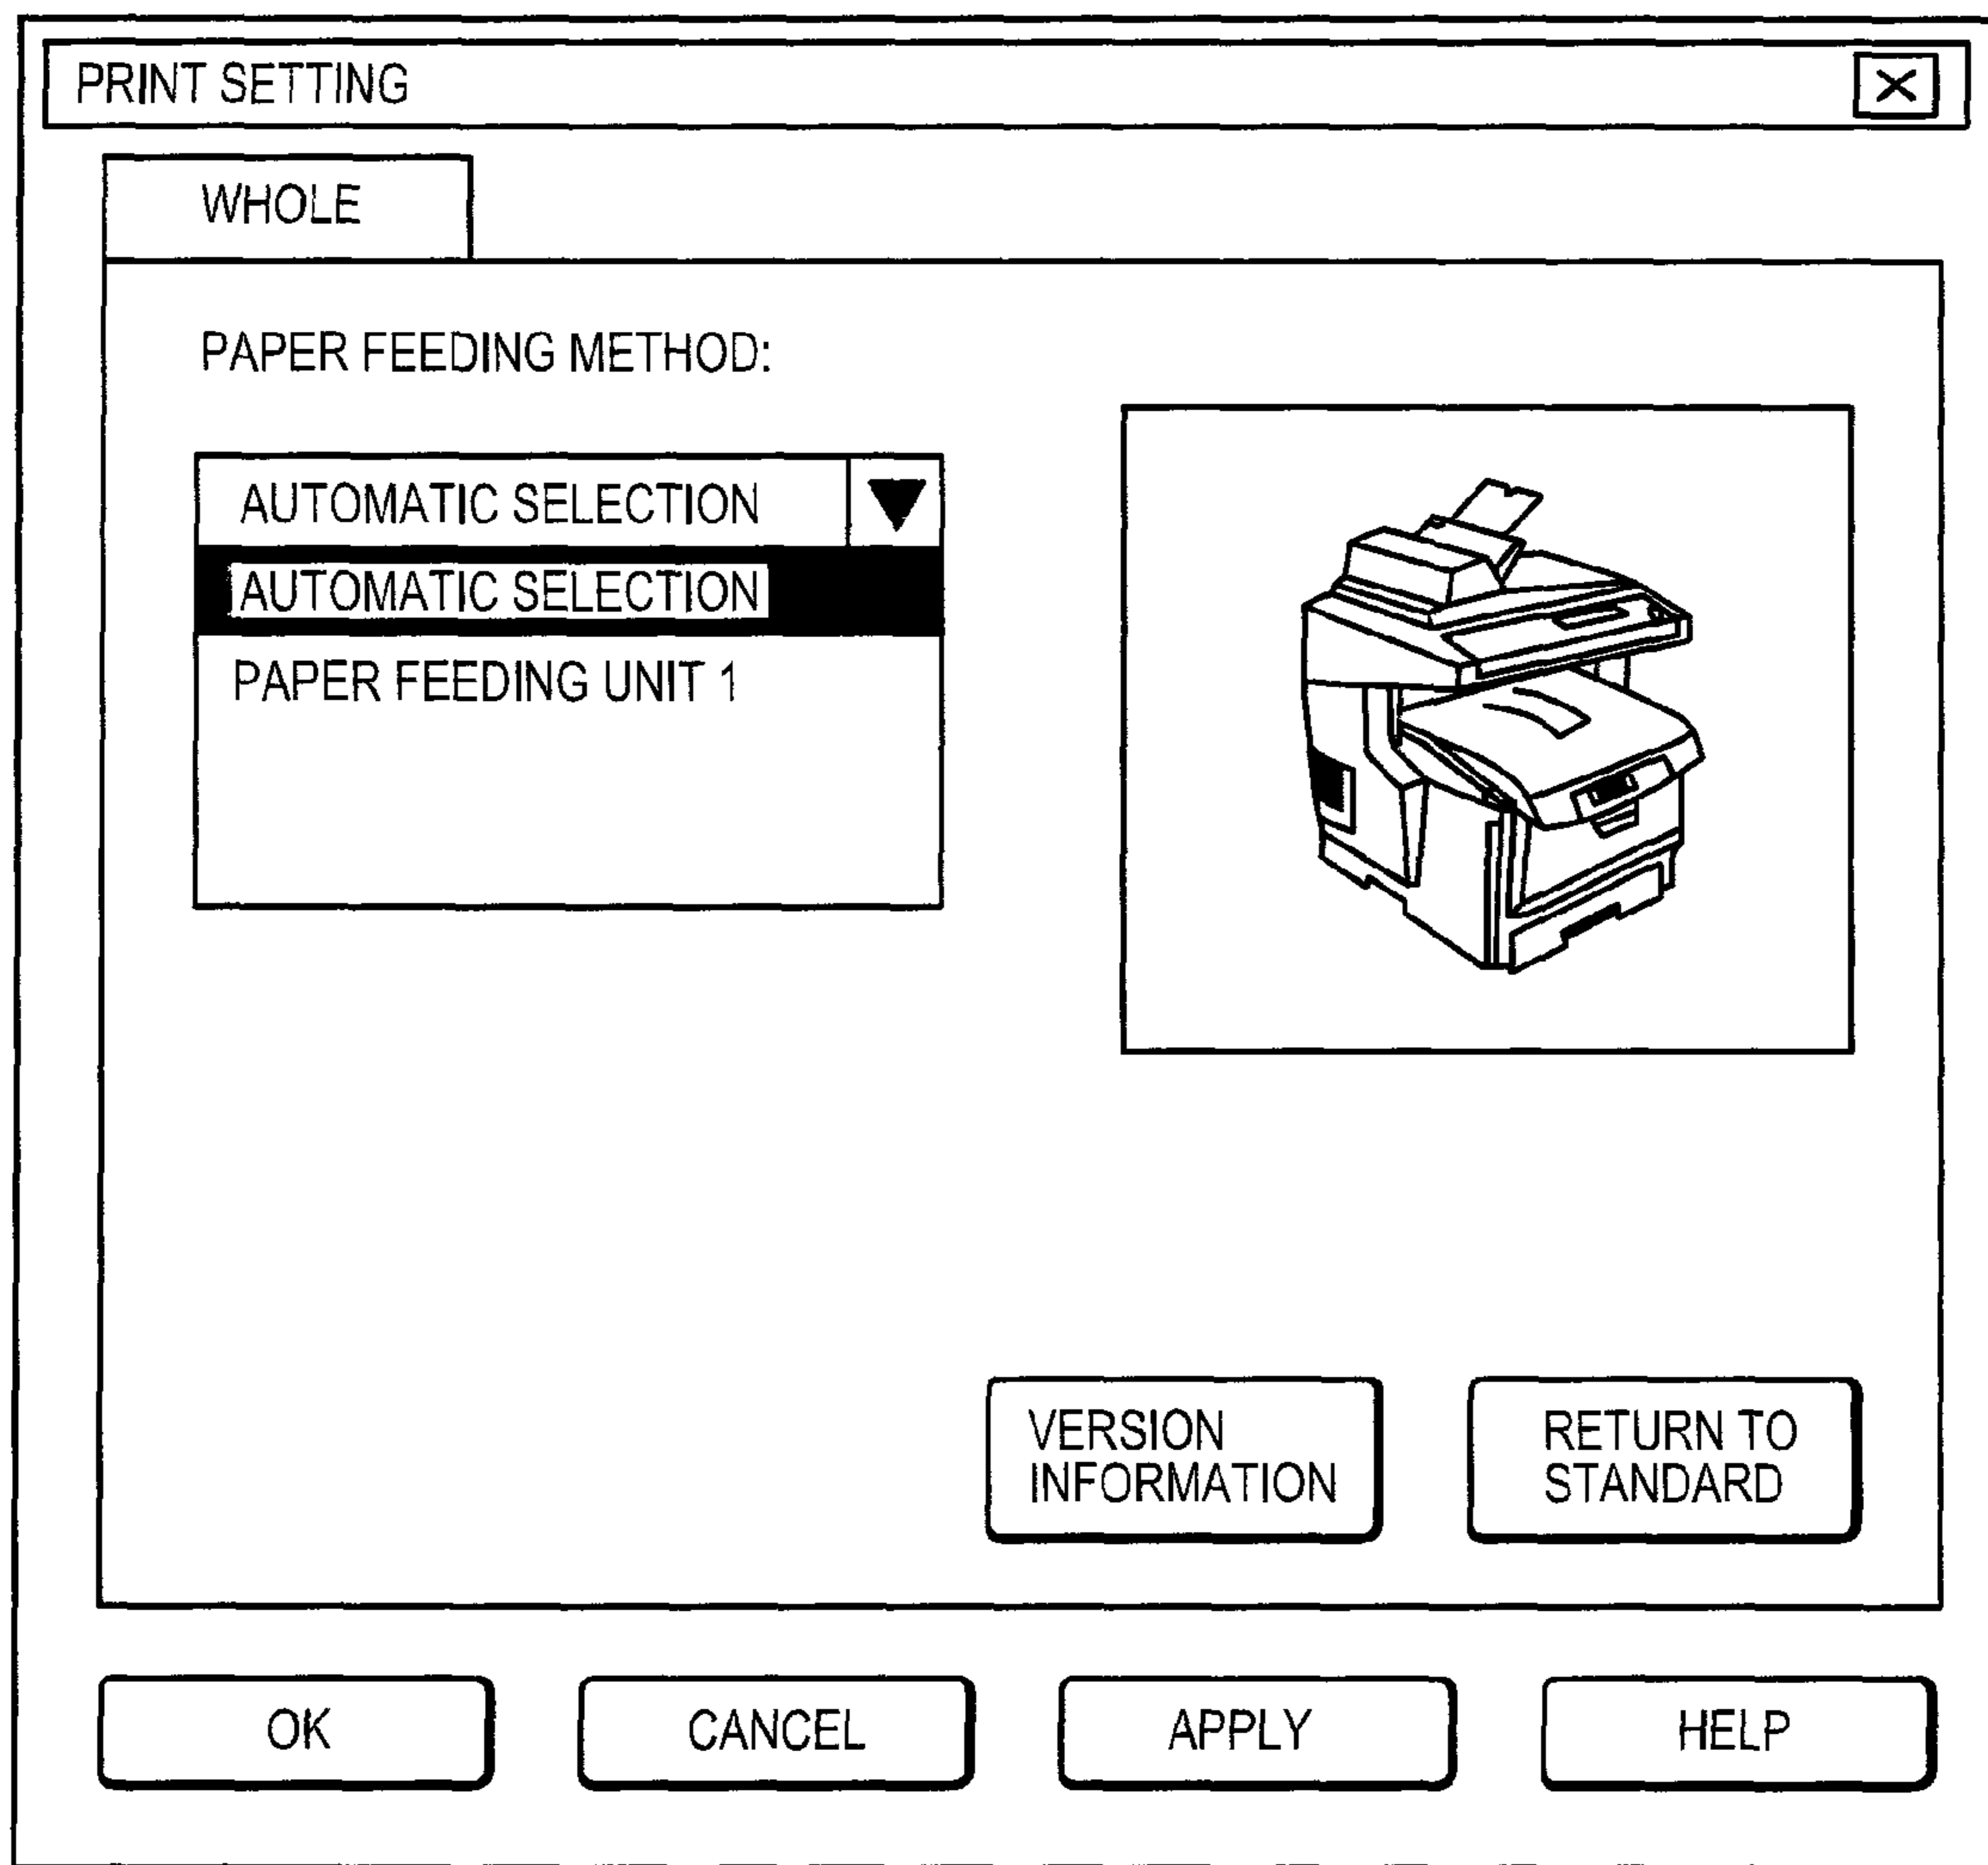 PRINT SETTING
WHOLE
PAPER FEEDING METHOD:
AUTOMATIC SELECTION
AUTOMATIC SELECTION
PAPER FEEDING UNIT 1
VERSION
INFORMATION
RETURN TO
STANDARD
OK
CANCEL
APPLY
HELP